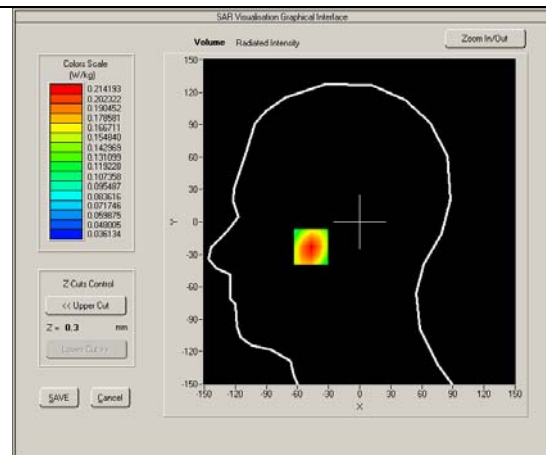 SAR Visualisation Graphical Interface
Volume Radiated Intensity
Zoom In/Out
Colors Scale
(W/kg)
0.214193
0.202322
0.190452
0.178581
0.166711
0.154840
0.142969
0.131099
0.119228
0.107358
0.095487
0.083616
0.071746
0.059875
0.048005
0.036134
Z Cuts Control
<< Upper Cut
Z = 0.3 mm
Lower Cut >>
SAVE Cancel
150
120
90
60
30
0
-30
-60
-90
-120
-150
Y
-150 -120 -90 -60 -30 0 30 60 90 120 150
X